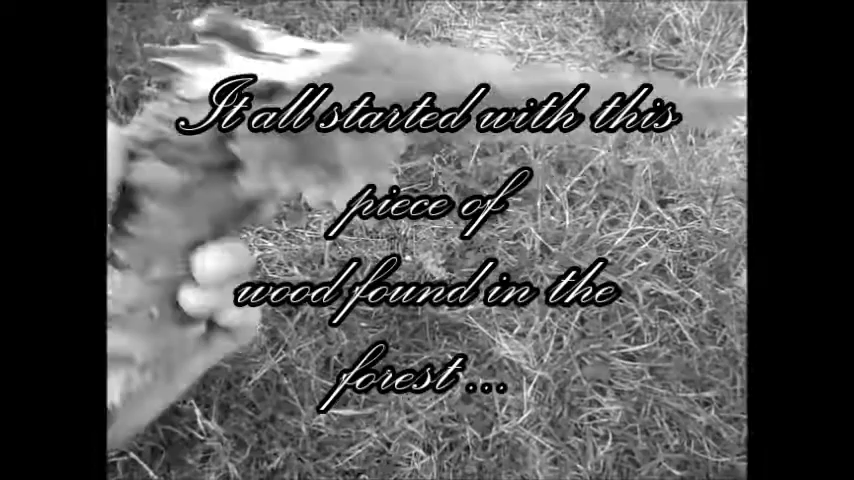 It all started with this
piece of
wood found in the
forest ...